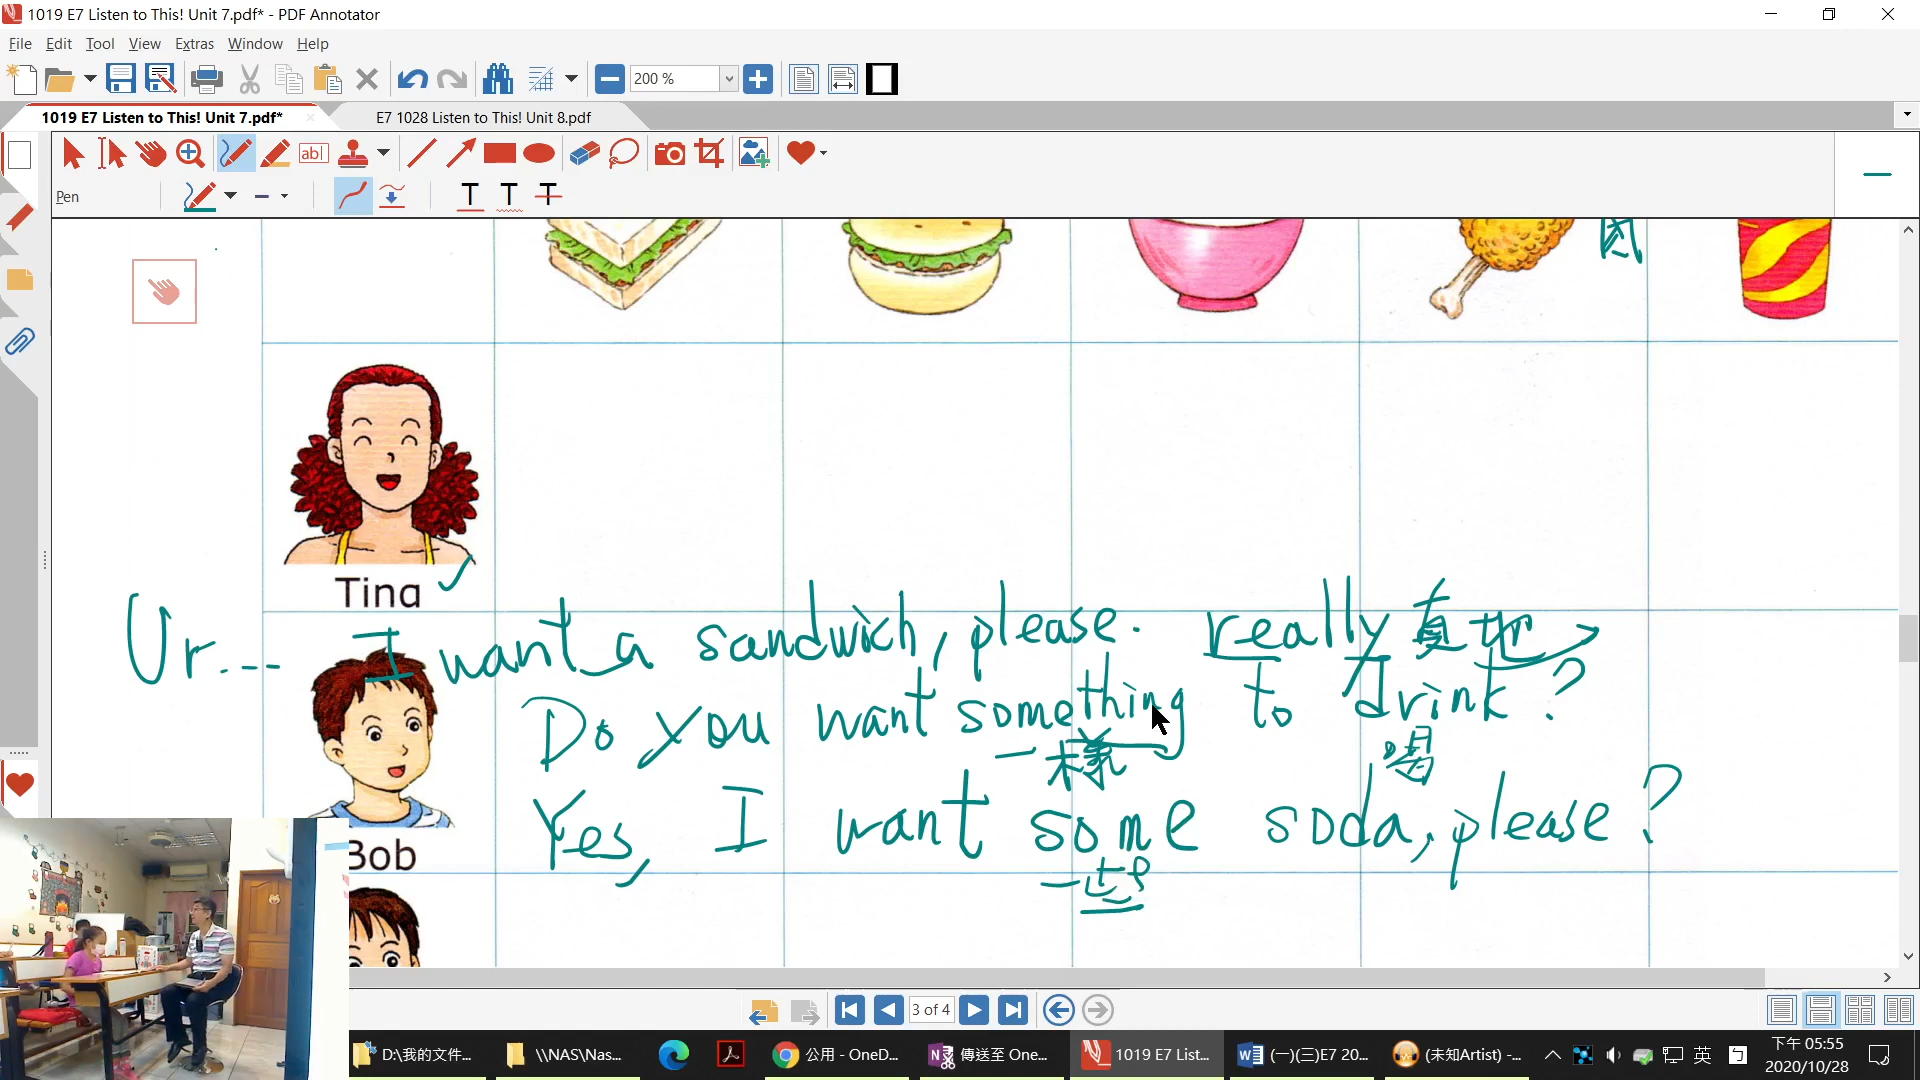 1019 E7 Listen to This! Unit 7.pdf* - PDF Annotator
File Edit Tool View Extras Window Help
200 %
1019 E7 Listen to This! Unit 7.pdf*
E7 1028 Listen to This! Unit 8.pdf
ab
Pen
T T T
Tina
Ur... I want a sandwich, please. really 真地
Do you want something to drink?
一樣 喝
Yes, I want some soda, please?
一些
Bob
3 of 4
D:\我的文件...
\\NAS\Nas...
公用 - OneD...
傳送至 One...
1019 E7 List...
(一)(三)E7 20...
(未知Artist) -...
英
下午 05:55
2020/10/28